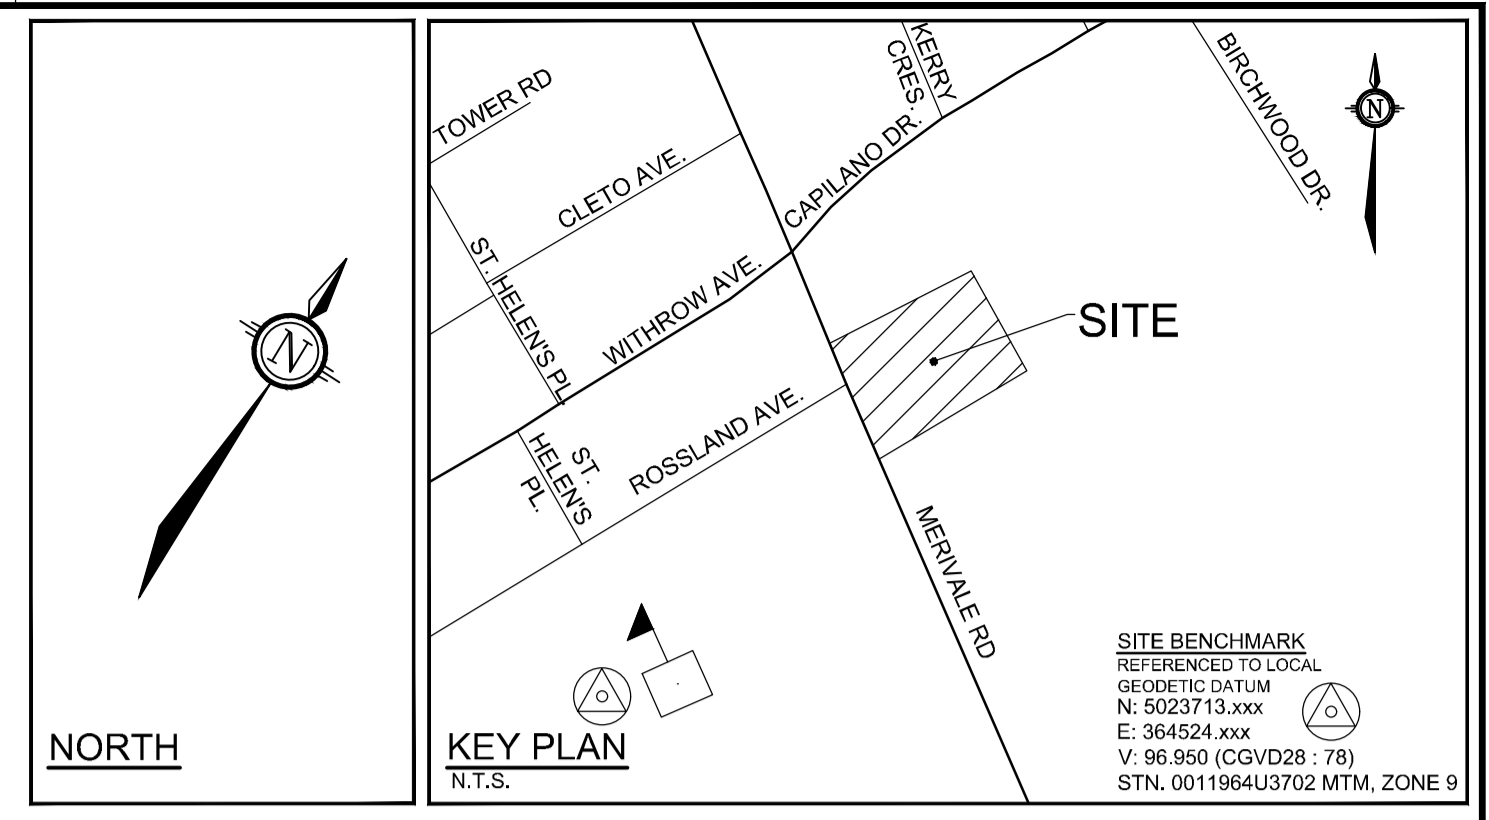 N
NORTH
TOWER RD
CLETO AVE.
ST. HELEN'S PL.
WITHROW AVE.
CAPILANO DR.
KERRY
CRES.
BIRCHWOOD DR.
N
SITE
ROSSLAND AVE.
ST.
HELEN'S
PL.
MERIVALE RD
KEY PLAN
N.T.S.
SITE BENCHMARK
REFERENCED TO LOCAL
GEODETIC DATUM
N: 5023713.xxx
E: 364524.xxx
V: 96.950 (CGVD28 : 78)
STN. 0011964U3702 MTM, ZONE 9